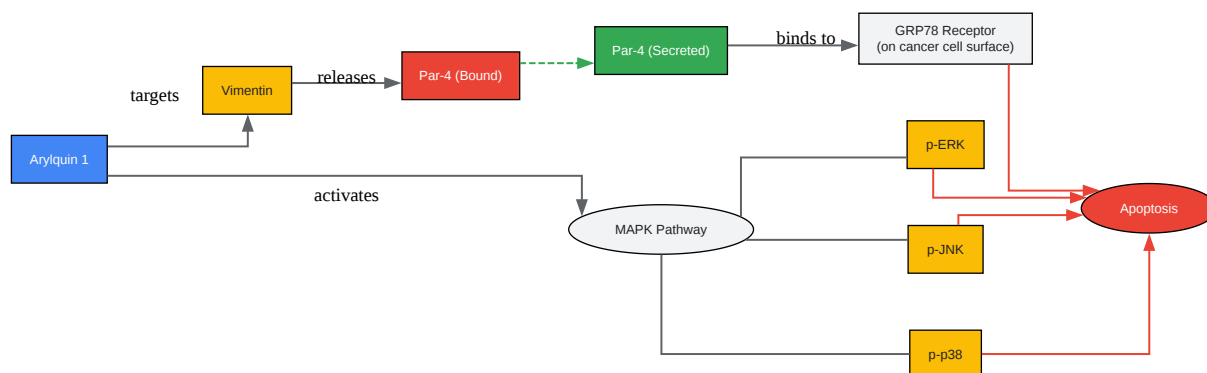 GRP78 Receptor
(on cancer cell surface)
binds to
Par-4 (Secreted)
releases
Par-4 (Bound)
Vimentin
targets
Arylquin 1
activates
MAPK Pathway
p-ERK
p-JNK
p-p38
Apoptosis